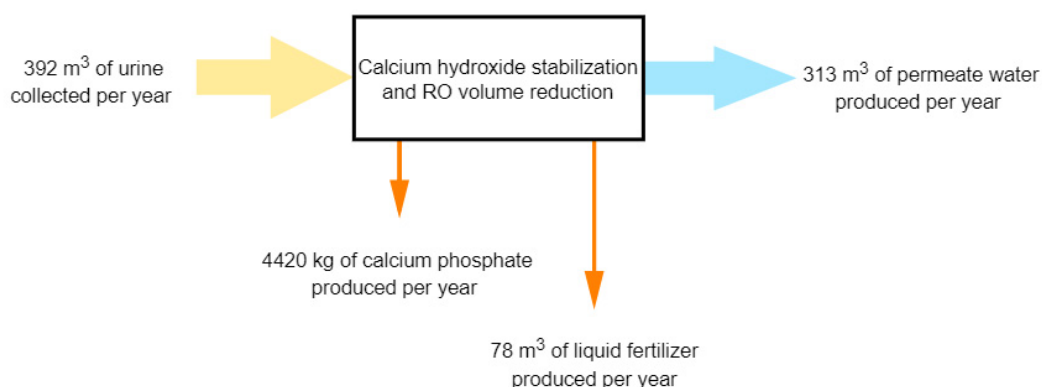 392 m³ of urine
collected per year
Calcium hydroxide stabilization
and RO volume reduction
313 m³ of permeate water
produced per year
4420 kg of calcium phosphate
produced per year
78 m³ of liquid fertilizer
produced per year